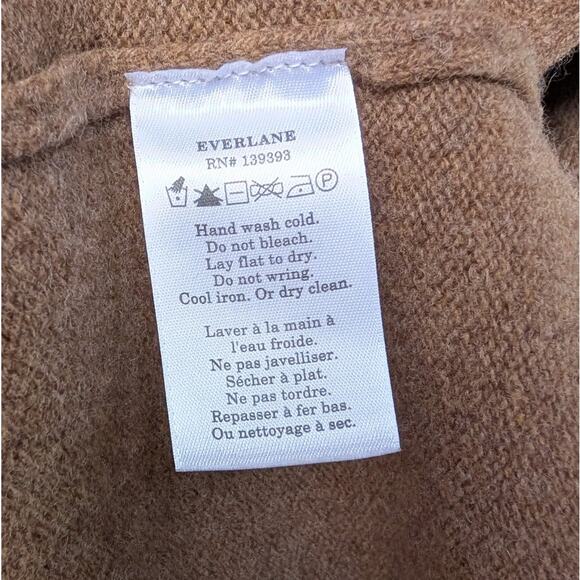 EVERLANE
RN# 139393
P
Hand wash cold.
Do not bleach.
Lay flat to dry.
Do not wring.
Cool iron. Or dry clean.
Laver à la main à
l'eau froide.
Ne pas javelliser.
Sécher à plat.
Ne pas tordre.
Repasser à fer bas.
Ou nettoyage à sec.